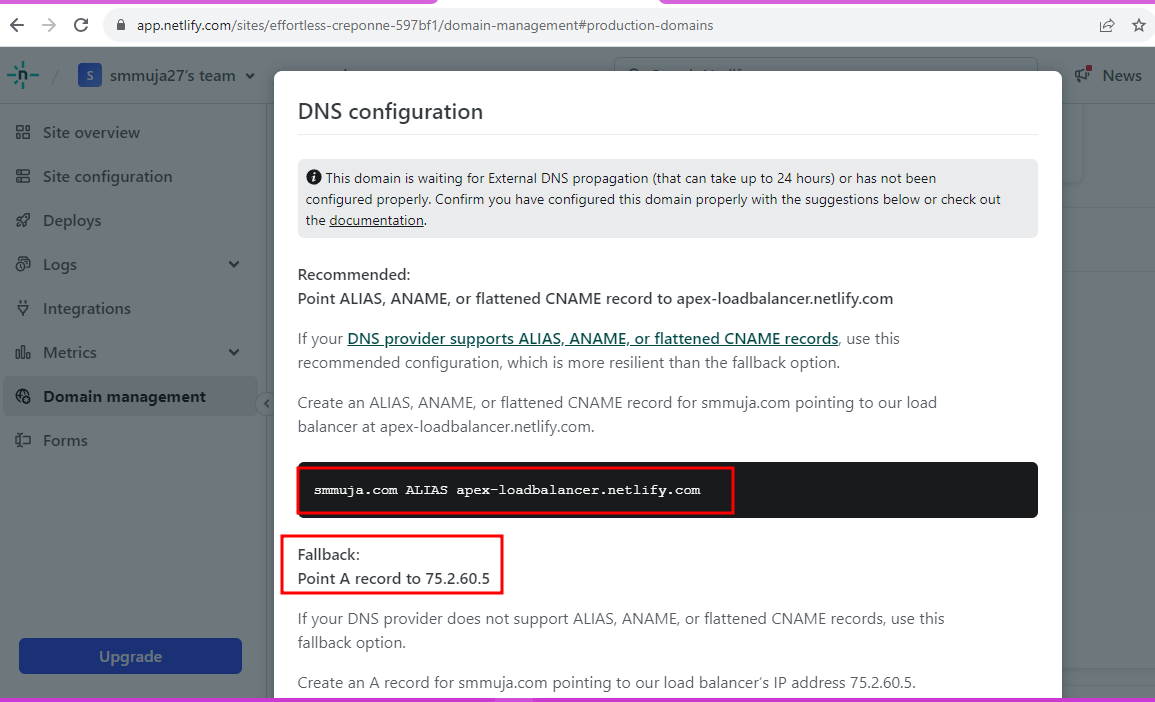 app.netlify.com/sites/effortless-creponne-597bf1/domain-management#production-domains
S smmuja27's team
News
Site overview
Site configuration
Deploys
Logs
Integrations
Metrics
Domain management
Forms
Upgrade
DNS configuration
This domain is waiting for External DNS propagation (that can take up to 24 hours) or has not been
configured properly. Confirm you have configured this domain properly with the suggestions below or check out
the documentation.
Recommended:
Point ALIAS, ANAME, or flattened CNAME record to apex-loadbalancer.netlify.com
If your DNS provider supports ALIAS, ANAME, or flattened CNAME records, use this
recommended configuration, which is more resilient than the fallback option.
Create an ALIAS, ANAME, or flattened CNAME record for smmuja.com pointing to our load
balancer at apex-loadbalancer.netlify.com.
smmuja.com ALIAS apex-loadbalancer.netlify.com
Fallback:
Point A record to 75.2.60.5
If your DNS provider does not support ALIAS, ANAME, or flattened CNAME records, use this
fallback option.
Create an A record for smmuja.com pointing to our load balancer's IP address 75.2.60.5.